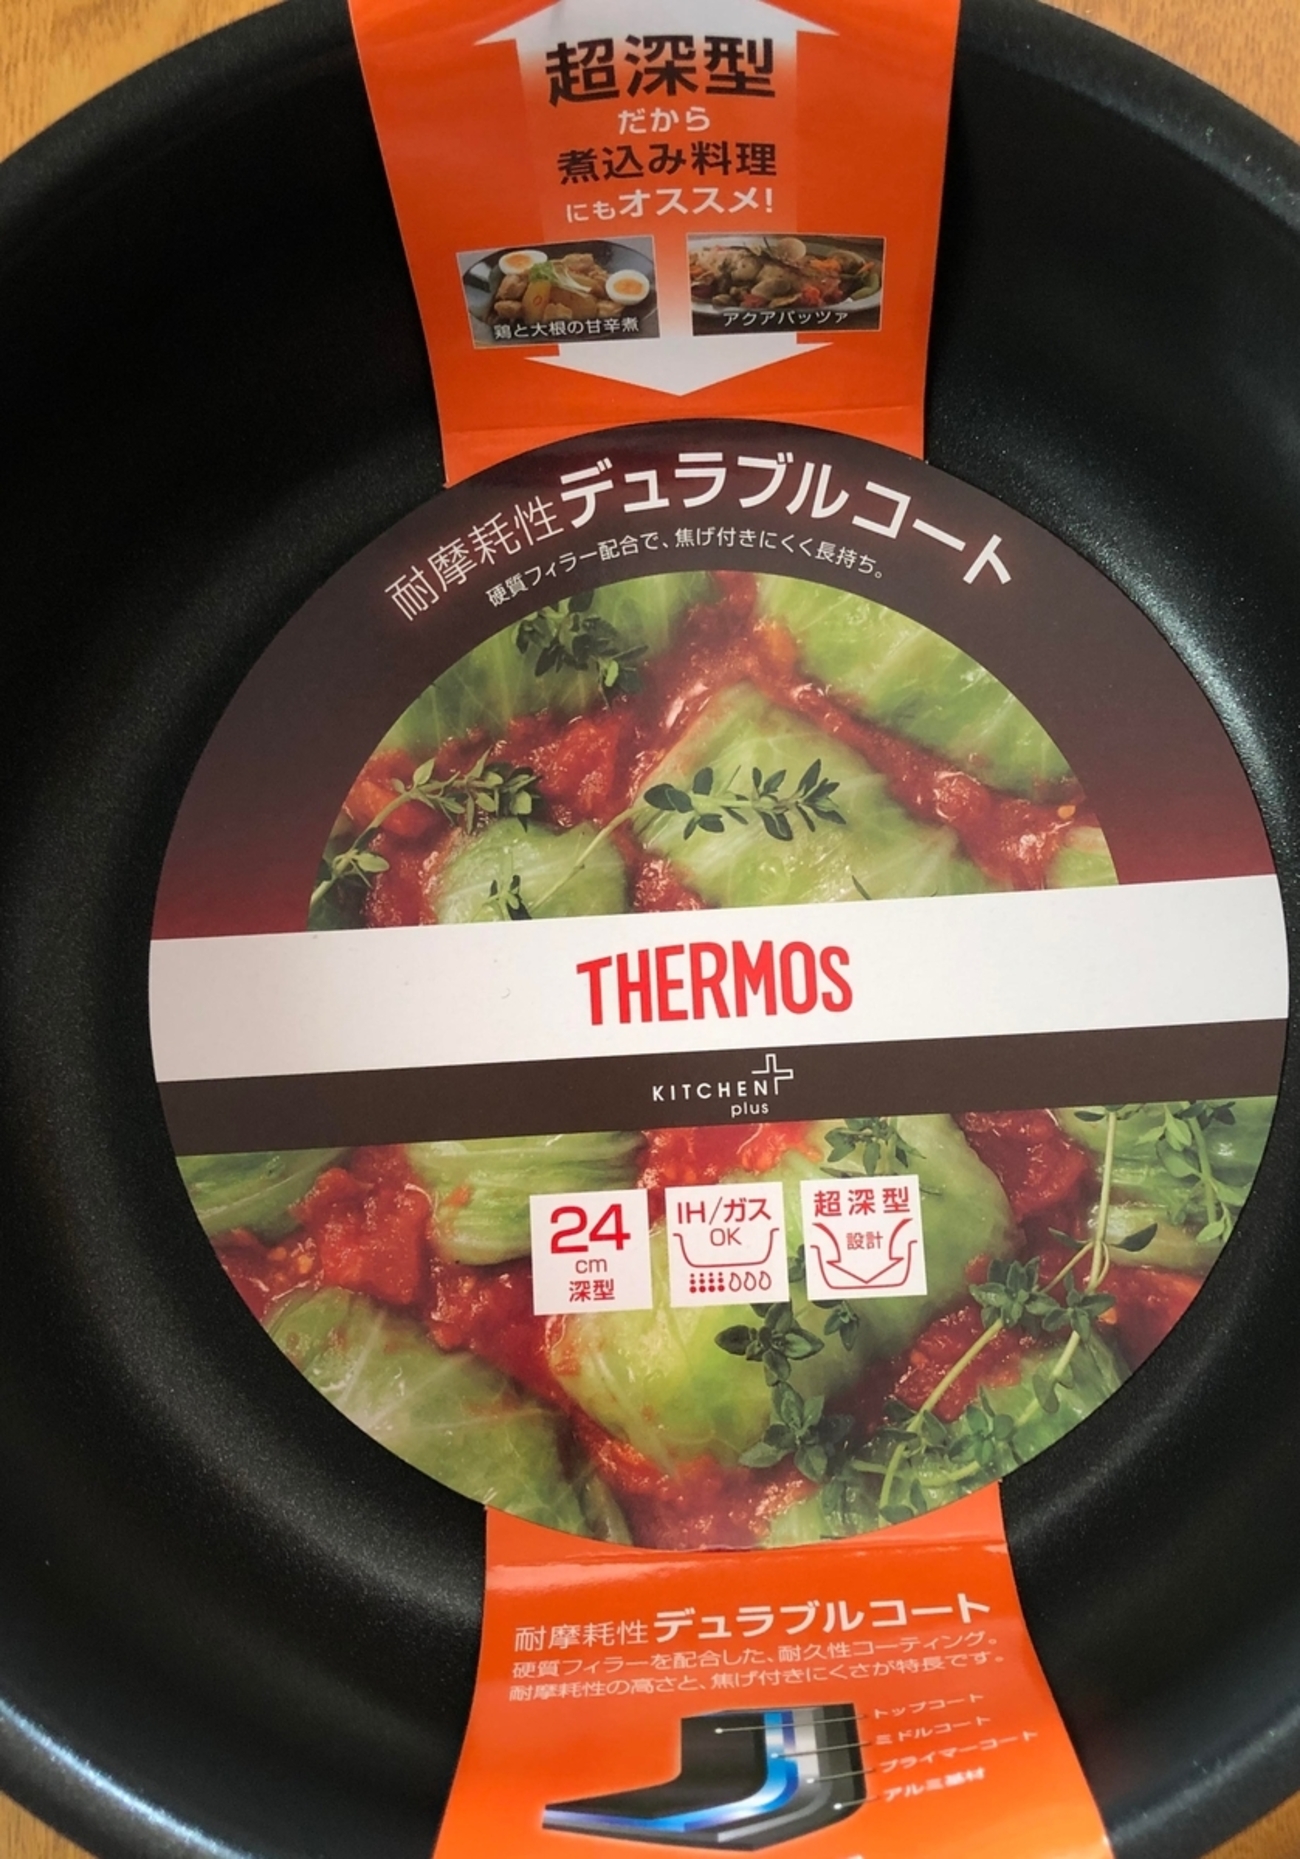 超深型
だから
煮込み料理
にもオススメ!
鶏と大根の甘辛煮
アクアパッツァ
耐摩耗性デュラブルコート
硬質フィラー配合で、焦げ付きにくく長持ち。
THERMOS
KITCHEN
plus
24
cm
深型
IH/ガス
OK
超深型
設計
耐摩耗性デュラブルコート
硬質フィラーを配合した、耐久性コーティング。
耐摩耗性の高さと、焦げ付きにくさが特長です。
トップコート
ミドルコート
プライマーコート
アルミ基材